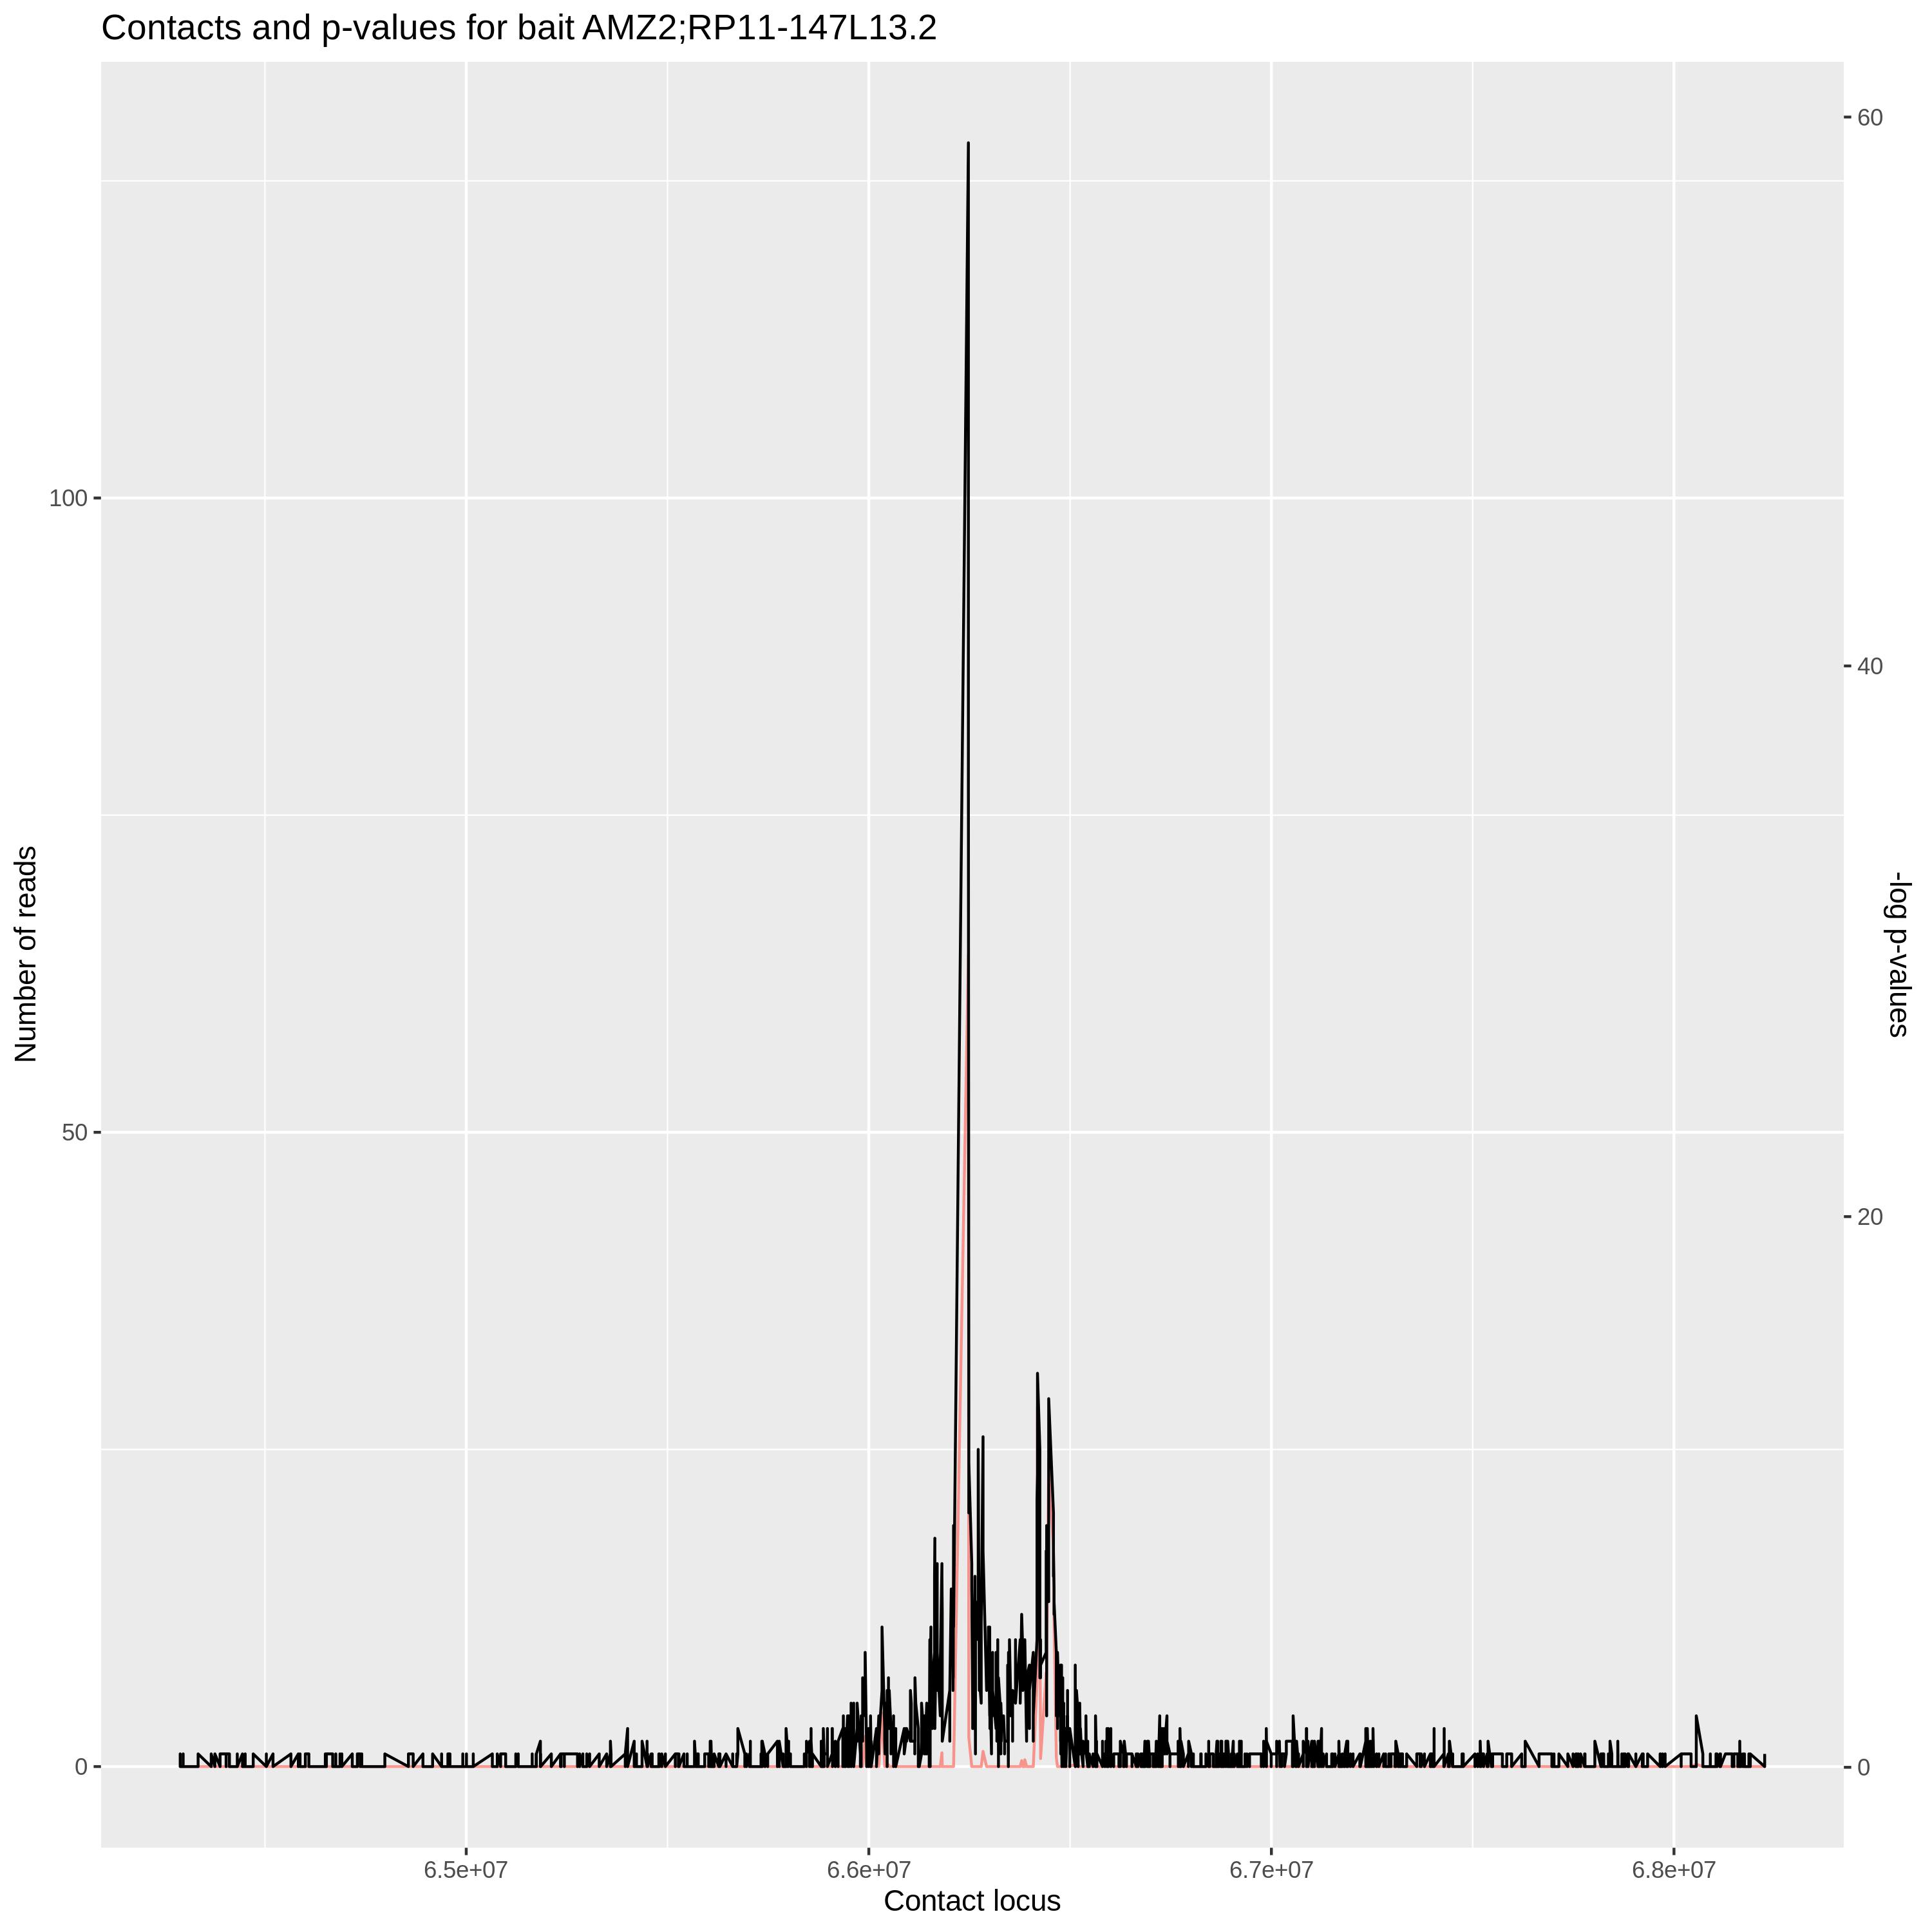 Contacts and p-values for bait AMZ2;RP11-147L13.2
60
100
40
Number of reads
-log p-values
50
20
0
0
6.5e+07
6.6e+07
6.7e+07
6.8e+07
Contact locus